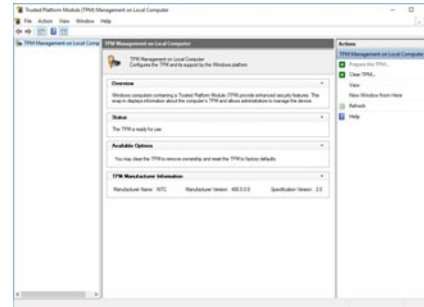 Trusted Platform Module (TPM) Management on Local Computer
File Action View Window Help
TPM Management on Local Comp
TPM Management on Local Computer
Actions
TPM Management on Local Computer
TPM Management on Local Computer
Configures the TPM and its support by the Windows platform
Prepare the TPM...
Clear TPM...
View
New Window from Here
Refresh
Help
Overview
Windows computers containing a Trusted Platform Module (TPM) provide enhanced security features. This
snap-in displays information about the computer's TPM and allows administrators to manage the device.
Status
The TPM is ready for use.
Available Options
You may clear the TPM to remove ownership and reset the TPM to factory defaults.
TPM Manufacturer Information
Manufacturer Name: INTC Manufacturer Version: 403.0.0.0 Specification Version: 2.0